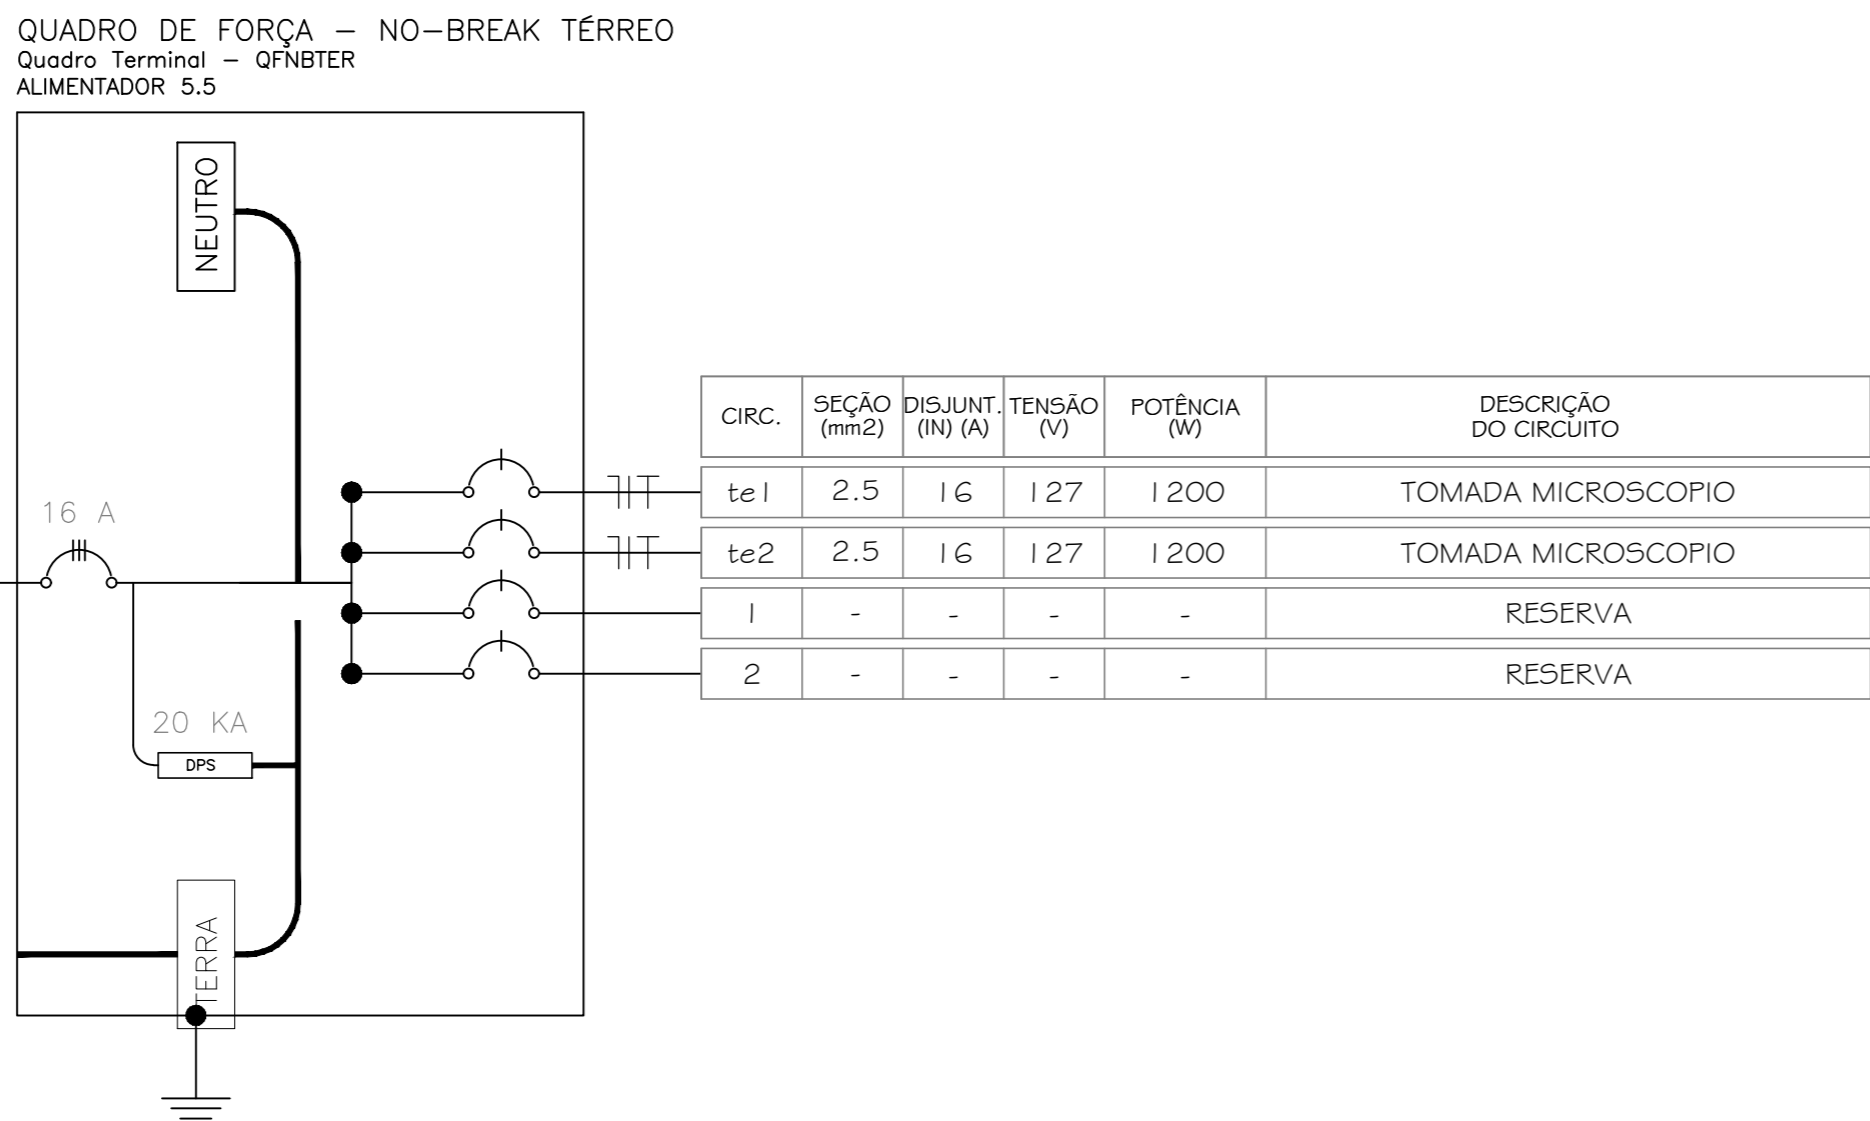 QUADRO DE FORÇA – NO-BREAK TÉRREO
Quadro Terminal – QFNBTER
ALIMENTADOR 5.5
NEUTRO
16 A
20 KA
DPS
TERRA
CIRC. SEÇÃO (mm2) DISJUNT. (IN) (A) TENSÃO (V) POTÊNCIA (W) DESCRIÇÃO DO CIRCUITO
te1 2.5 16 127 1200 TOMADA MICROSCOPIO
te2 2.5 16 127 1200 TOMADA MICROSCOPIO
1 - - - - RESERVA
2 - - - - RESERVA